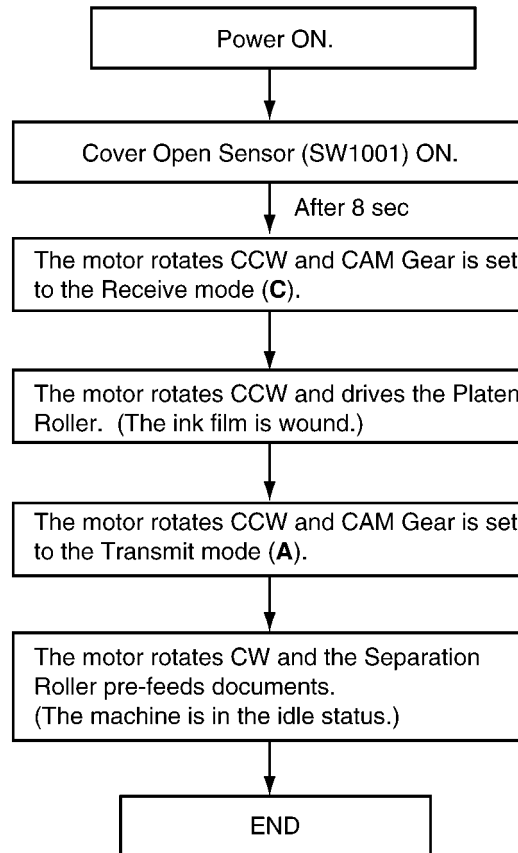 Power ON.
Cover Open Sensor (SW1001) ON.
After 8 sec
The motor rotates CCW and CAM Gear is set
to the Receive mode (C).
The motor rotates CCW and drives the Platen
Roller.  (The ink film is wound.)
The motor rotates CCW and CAM Gear is set
to the Transmit mode (A).
The motor rotates CW and the Separation
Roller pre-feeds documents.
(The machine is in the idle status.)
END